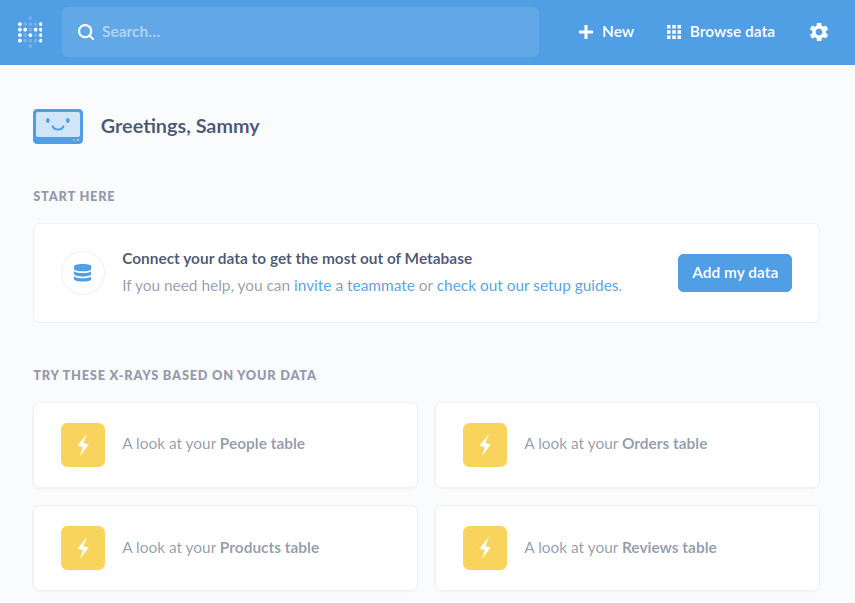 Search...
New
Browse data
Greetings, Sammy
START HERE
Connect your data to get the most out of Metabase
If you need help, you can invite a teammate or check out our setup guides.
Add my data
TRY THESE X-RAYS BASED ON YOUR DATA
A look at your People table
A look at your Orders table
A look at your Products table
A look at your Reviews table